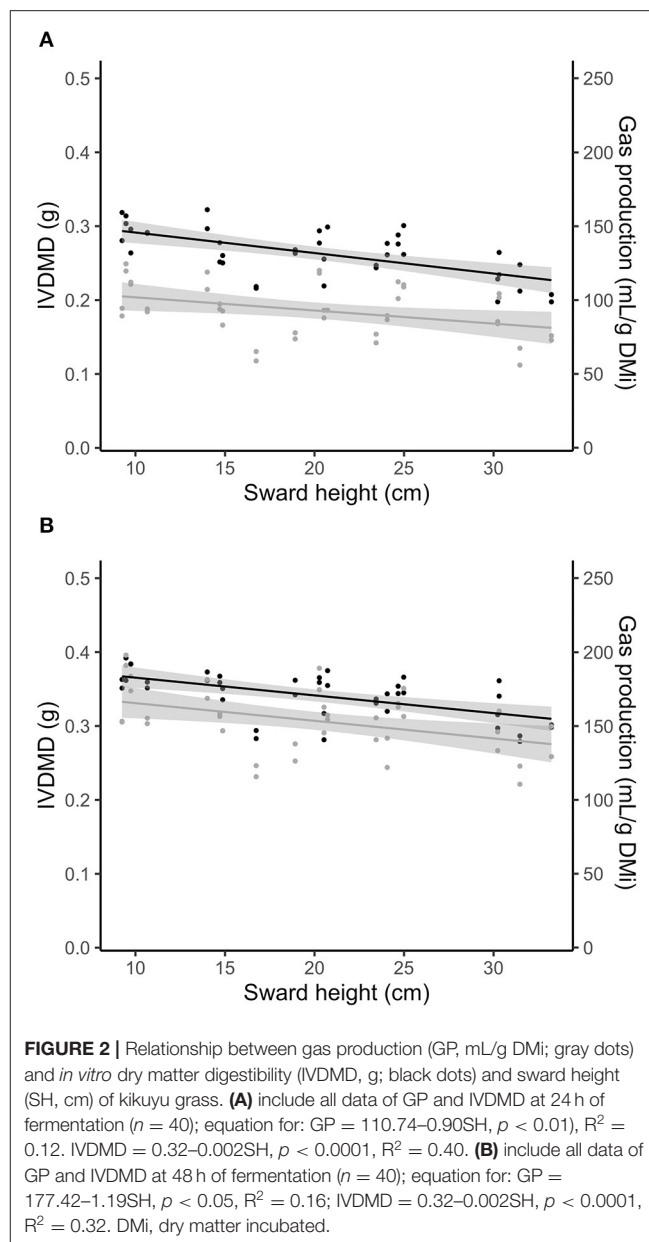 A
0.5
0.4
0.3
0.2
0.1
0.0
IVDMD (g)
250
200
150
100
50
0
Gas production (mL/g DMi)
10 15 20 25 30
Sward height (cm)
B
0.5
0.4
0.3
0.2
0.1
0.0
IVDMD (g)
250
200
150
100
50
0
Gas production (mL/g DMi)
10 15 20 25 30
Sward height (cm)
FIGURE 2 | Relationship between gas production (GP, mL/g DMi; gray dots)
and in vitro dry matter digestibility (IVDMD, g; black dots) and sward height
(SH, cm) of kikuyu grass. (A) include all data of GP and IVDMD at 24 h of
fermentation (n = 40); equation for: GP = 110.74–0.90SH, p < 0.01), R² =
0.12. IVDMD = 0.32–0.002SH, p < 0.0001, R² = 0.40. (B) include all data of
GP and IVDMD at 48 h of fermentation (n = 40); equation for: GP =
177.42–1.19SH, p < 0.05, R² = 0.16; IVDMD = 0.32–0.002SH, p < 0.0001,
R² = 0.32. DMi, dry matter incubated.